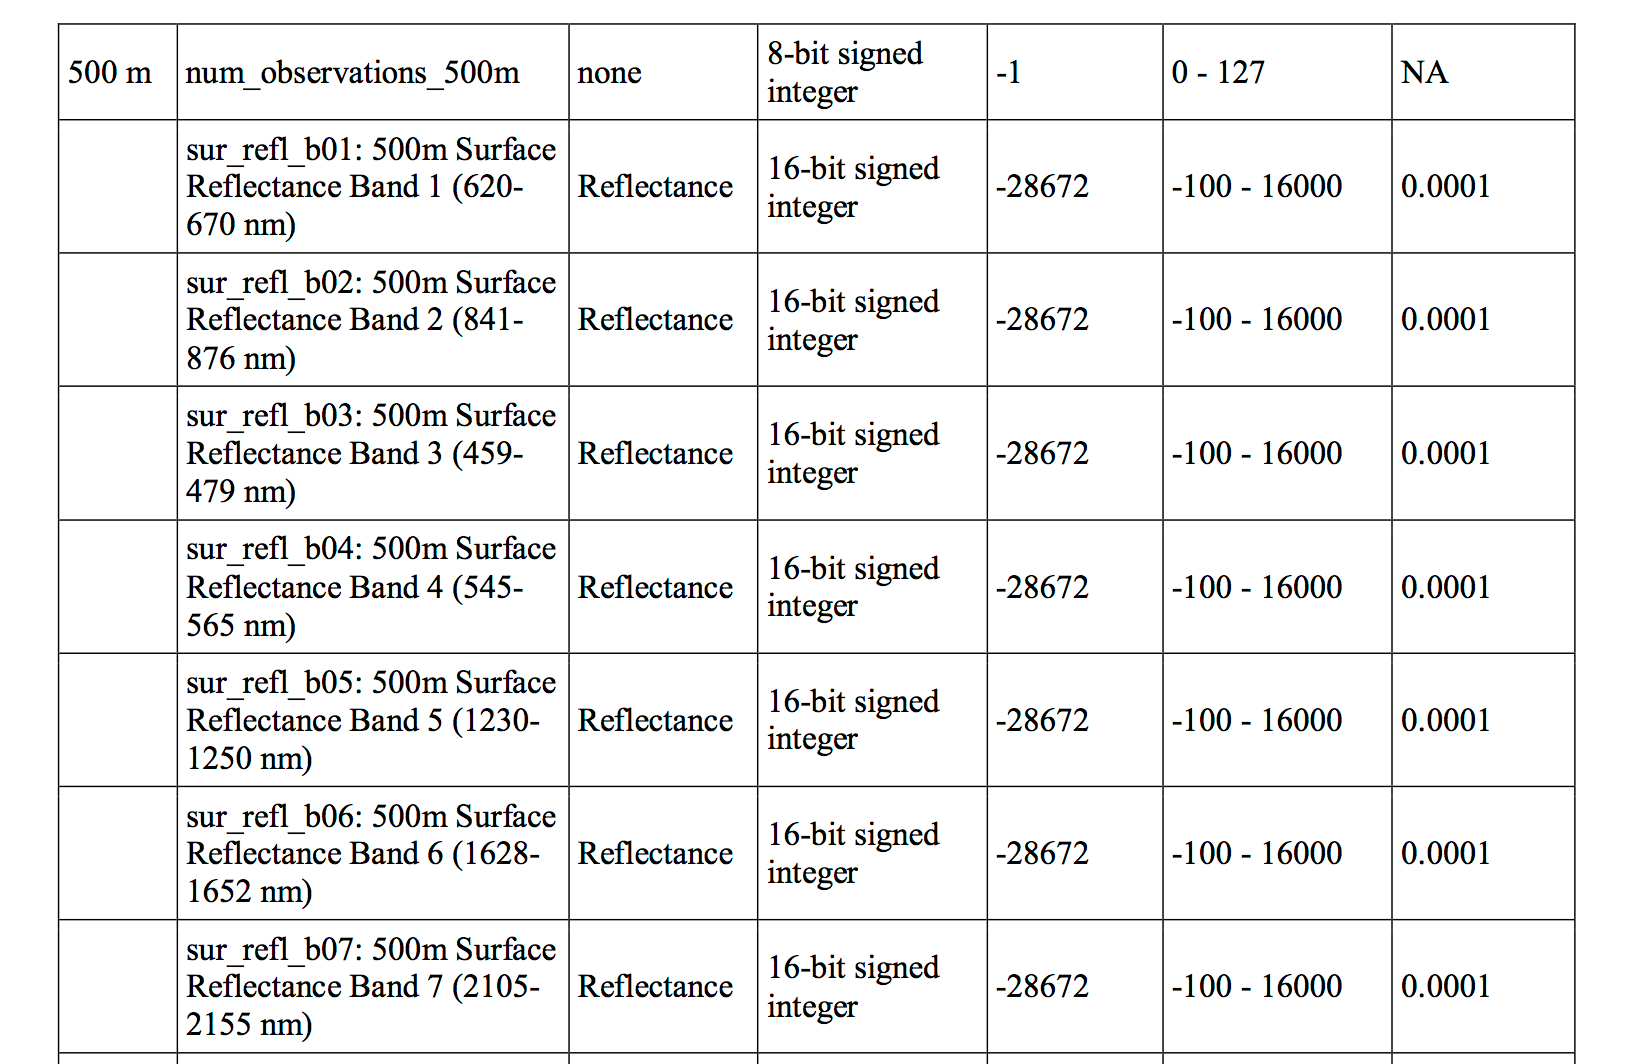 500 m num_observations_500m none 8-bit signed integer -1 0 - 127 NA
sur_refl_b01: 500m Surface Reflectance Band 1 (620-670 nm) Reflectance 16-bit signed integer -28672 -100 - 16000 0.0001
sur_refl_b02: 500m Surface Reflectance Band 2 (841-876 nm) Reflectance 16-bit signed integer -28672 -100 - 16000 0.0001
sur_refl_b03: 500m Surface Reflectance Band 3 (459-479 nm) Reflectance 16-bit signed integer -28672 -100 - 16000 0.0001
sur_refl_b04: 500m Surface Reflectance Band 4 (545-565 nm) Reflectance 16-bit signed integer -28672 -100 - 16000 0.0001
sur_refl_b05: 500m Surface Reflectance Band 5 (1230-1250 nm) Reflectance 16-bit signed integer -28672 -100 - 16000 0.0001
sur_refl_b06: 500m Surface Reflectance Band 6 (1628-1652 nm) Reflectance 16-bit signed integer -28672 -100 - 16000 0.0001
sur_refl_b07: 500m Surface Reflectance Band 7 (2105-2155 nm) Reflectance 16-bit signed integer -28672 -100 - 16000 0.0001